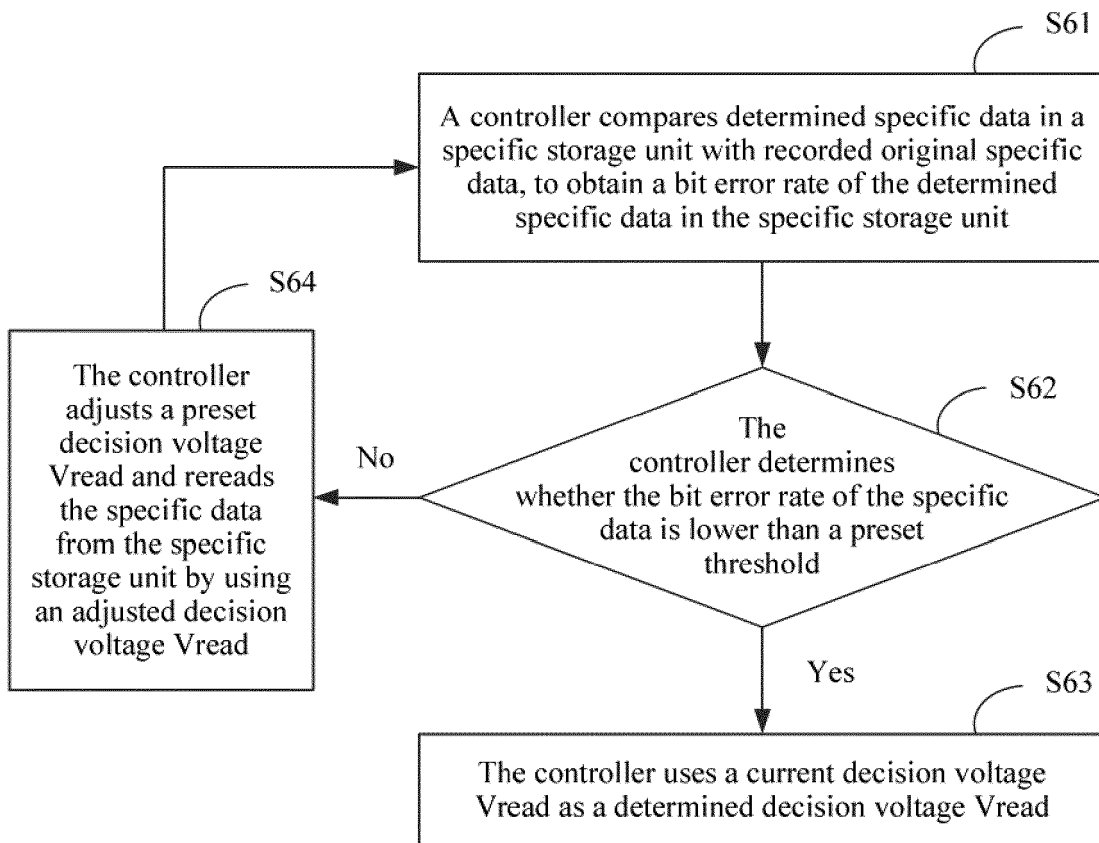 S61
A controller compares determined specific data in a
specific storage unit with recorded original specific
data, to obtain a bit error rate of the determined
specific data in the specific storage unit
S64
The controller
adjusts a preset
decision voltage
Vread and rereads
the specific data
from the specific
storage unit by using
an adjusted decision
voltage Vread
No
S62
The
controller determines
whether the bit error rate of the specific
data is lower than a preset
threshold
Yes
S63
The controller uses a current decision voltage
Vread as a determined decision voltage Vread